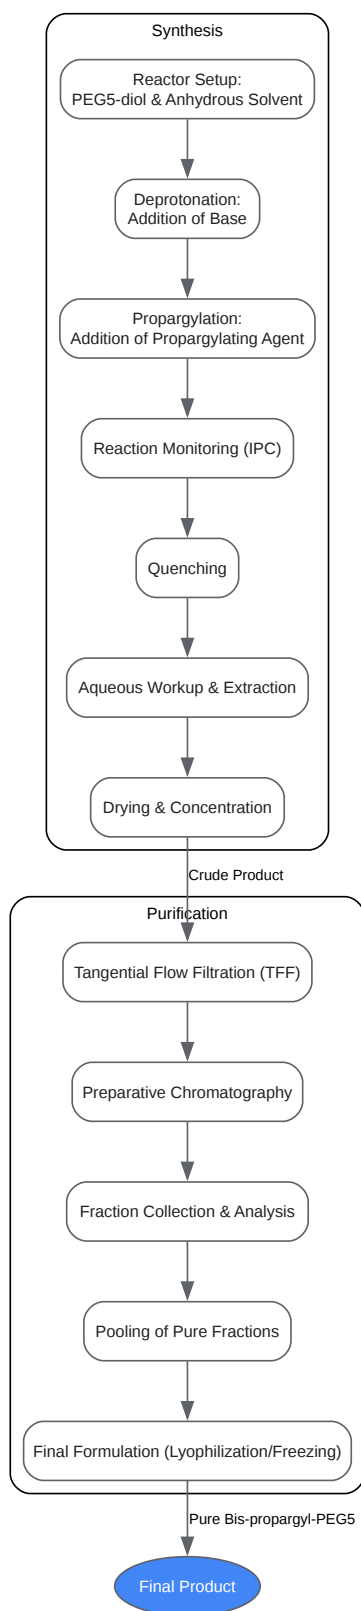 Synthesis
Reactor Setup:
PEG5-diol & Anhydrous Solvent
Deprotonation:
Addition of Base
Propargylation:
Addition of Propargylating Agent
Reaction Monitoring (IPC)
Quenching
Aqueous Workup & Extraction
Drying & Concentration
Crude Product
Purification
Tangential Flow Filtration (TFF)
Preparative Chromatography
Fraction Collection & Analysis
Pooling of Pure Fractions
Final Formulation (Lyophilization/Freezing)
Pure Bis-propargyl-PEG5
Final Product